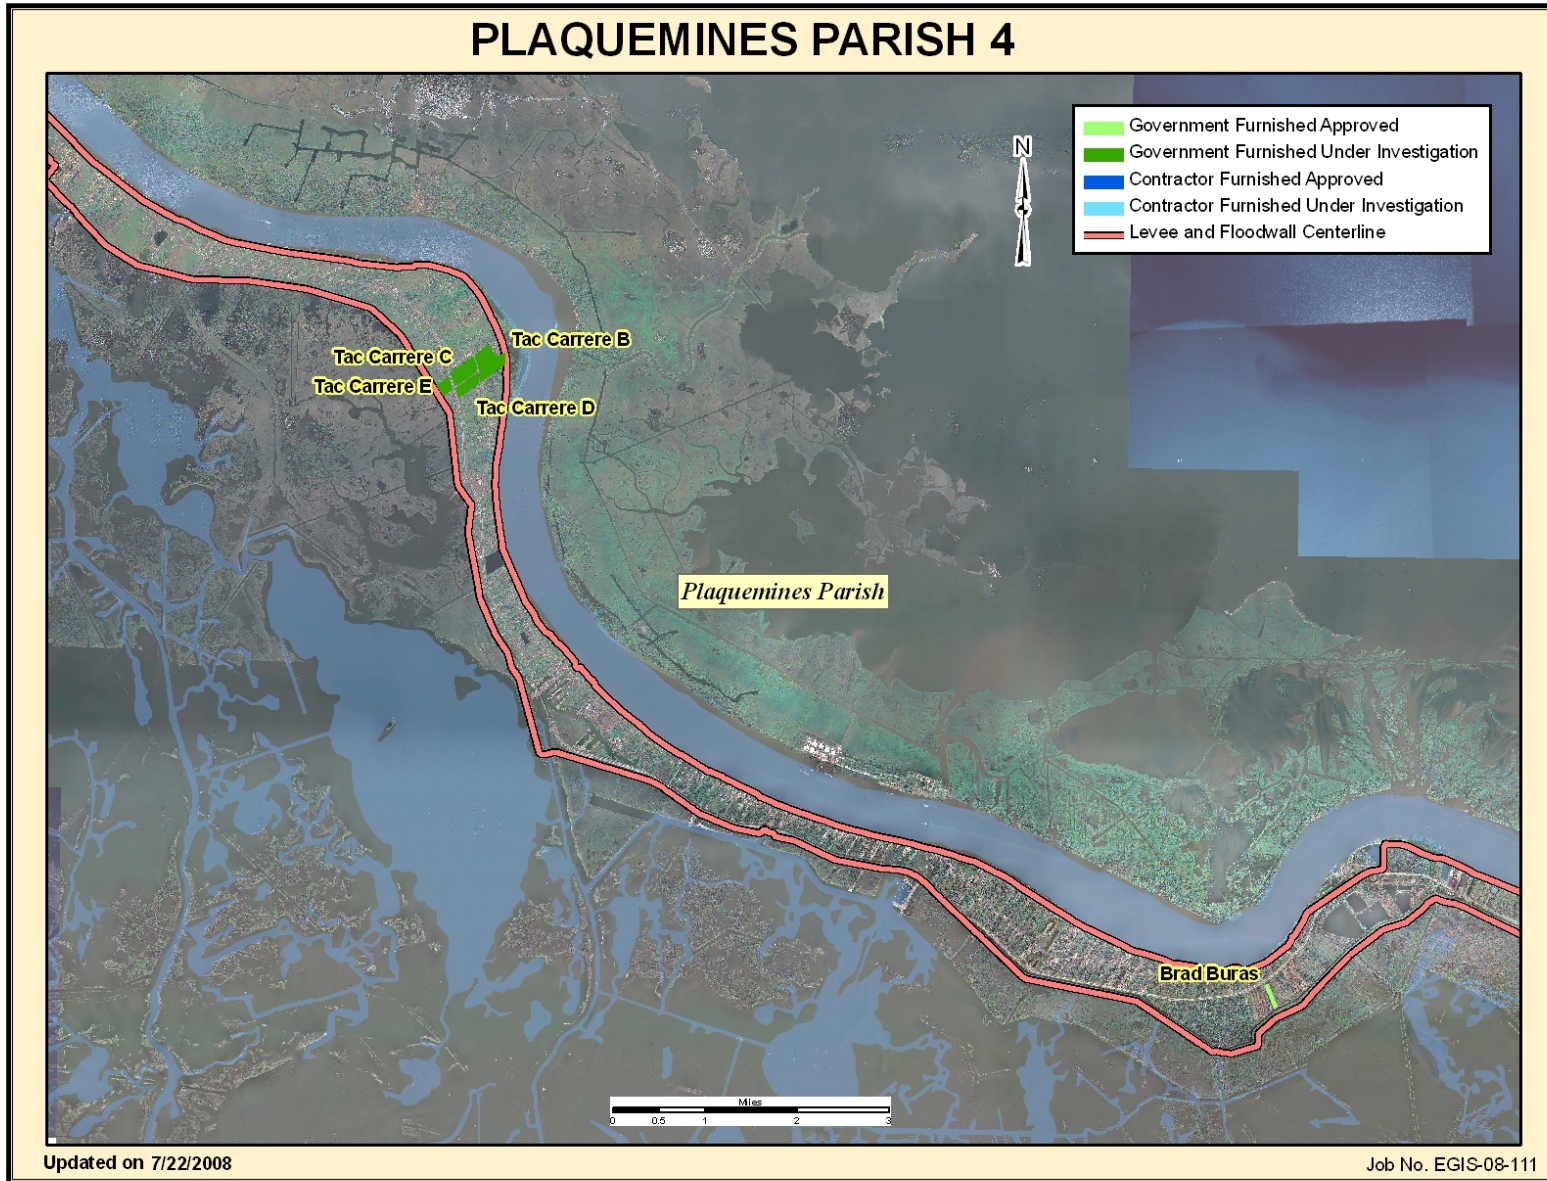 PLAQUEMINES PARISH 4
Government Furnished Approved
Government Furnished Under Investigation
Contractor Furnished Approved
Contractor Furnished Under Investigation
Levee and Floodwall Centerline
N
Tac Carrere B
Tac Carrere C
Tac Carrere E
Tac Carrere D
Plaquemines Parish
Brad Buras
Miles
0 0.5 1 2 3
Updated on 7/22/2008
Job No. EGIS-08-111